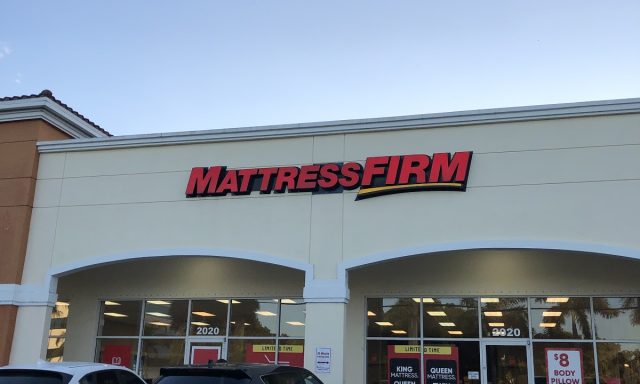 MATTRESSFIRM
2020
2020
LIMITED TIME
LIMITED TIME
KING
MATTRESS.
QUEEN
QUEEN
MATTRESS.
$8
BODY
PILLOW